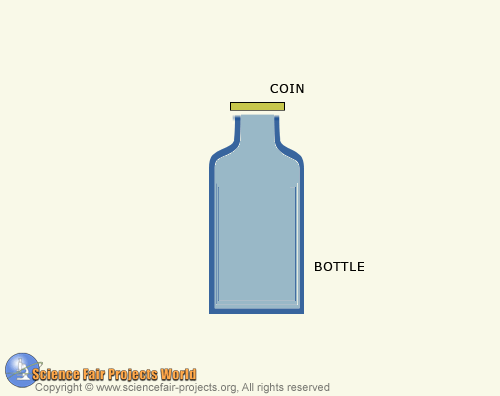 COIN
BOTTLE
Science Fair Projects World
Copyright © www.sciencefair-projects.org, All rights reserved